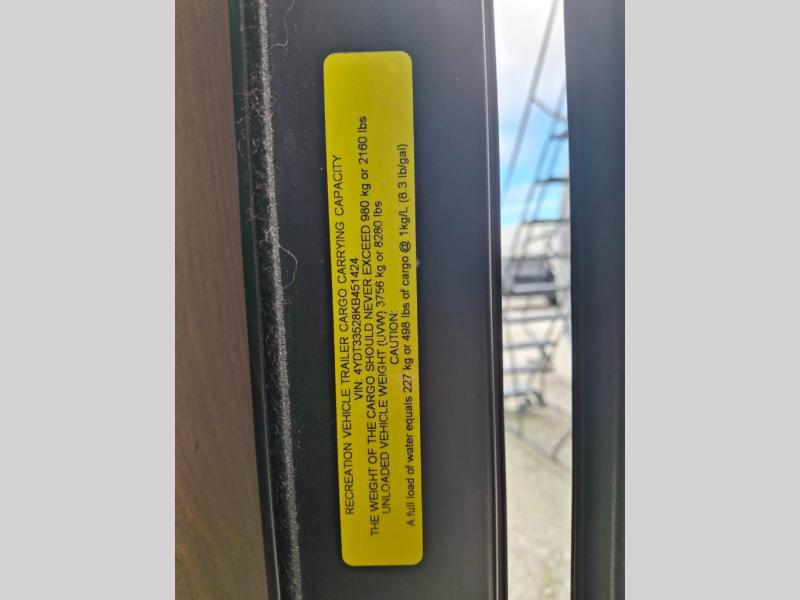 RECREATION VEHICLE TRAILER CARGO CARRYING CAPACITY
VIN: 4YDT33528KB451424
THE WEIGHT OF THE CARGO SHOULD NEVER EXCEED 980 kg or 2160 lbs
UNLOADED VEHICLE WEIGHT (UVW) 3756 kg or 8280 lbs
CAUTION:
A full load of water equals 227 kg or 498 lbs of cargo @ 1kg/L (8.3 lb/gal)